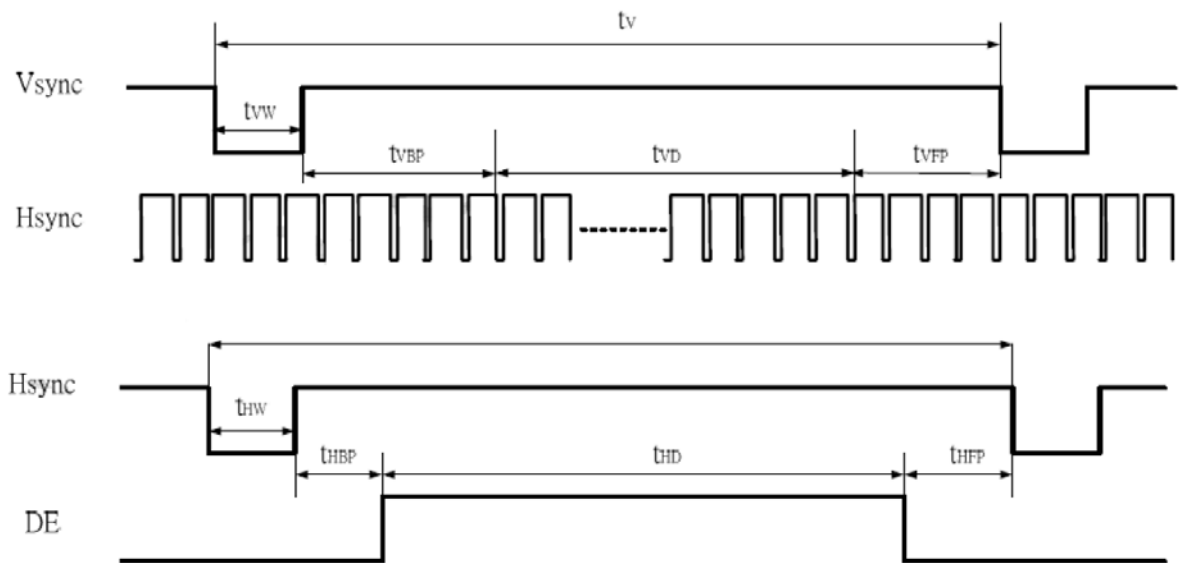 tV
Vsync
tVW
tVBP tVD tVFP
Hsync
Hsync
tHW
tHBP tHD tHFP
DE